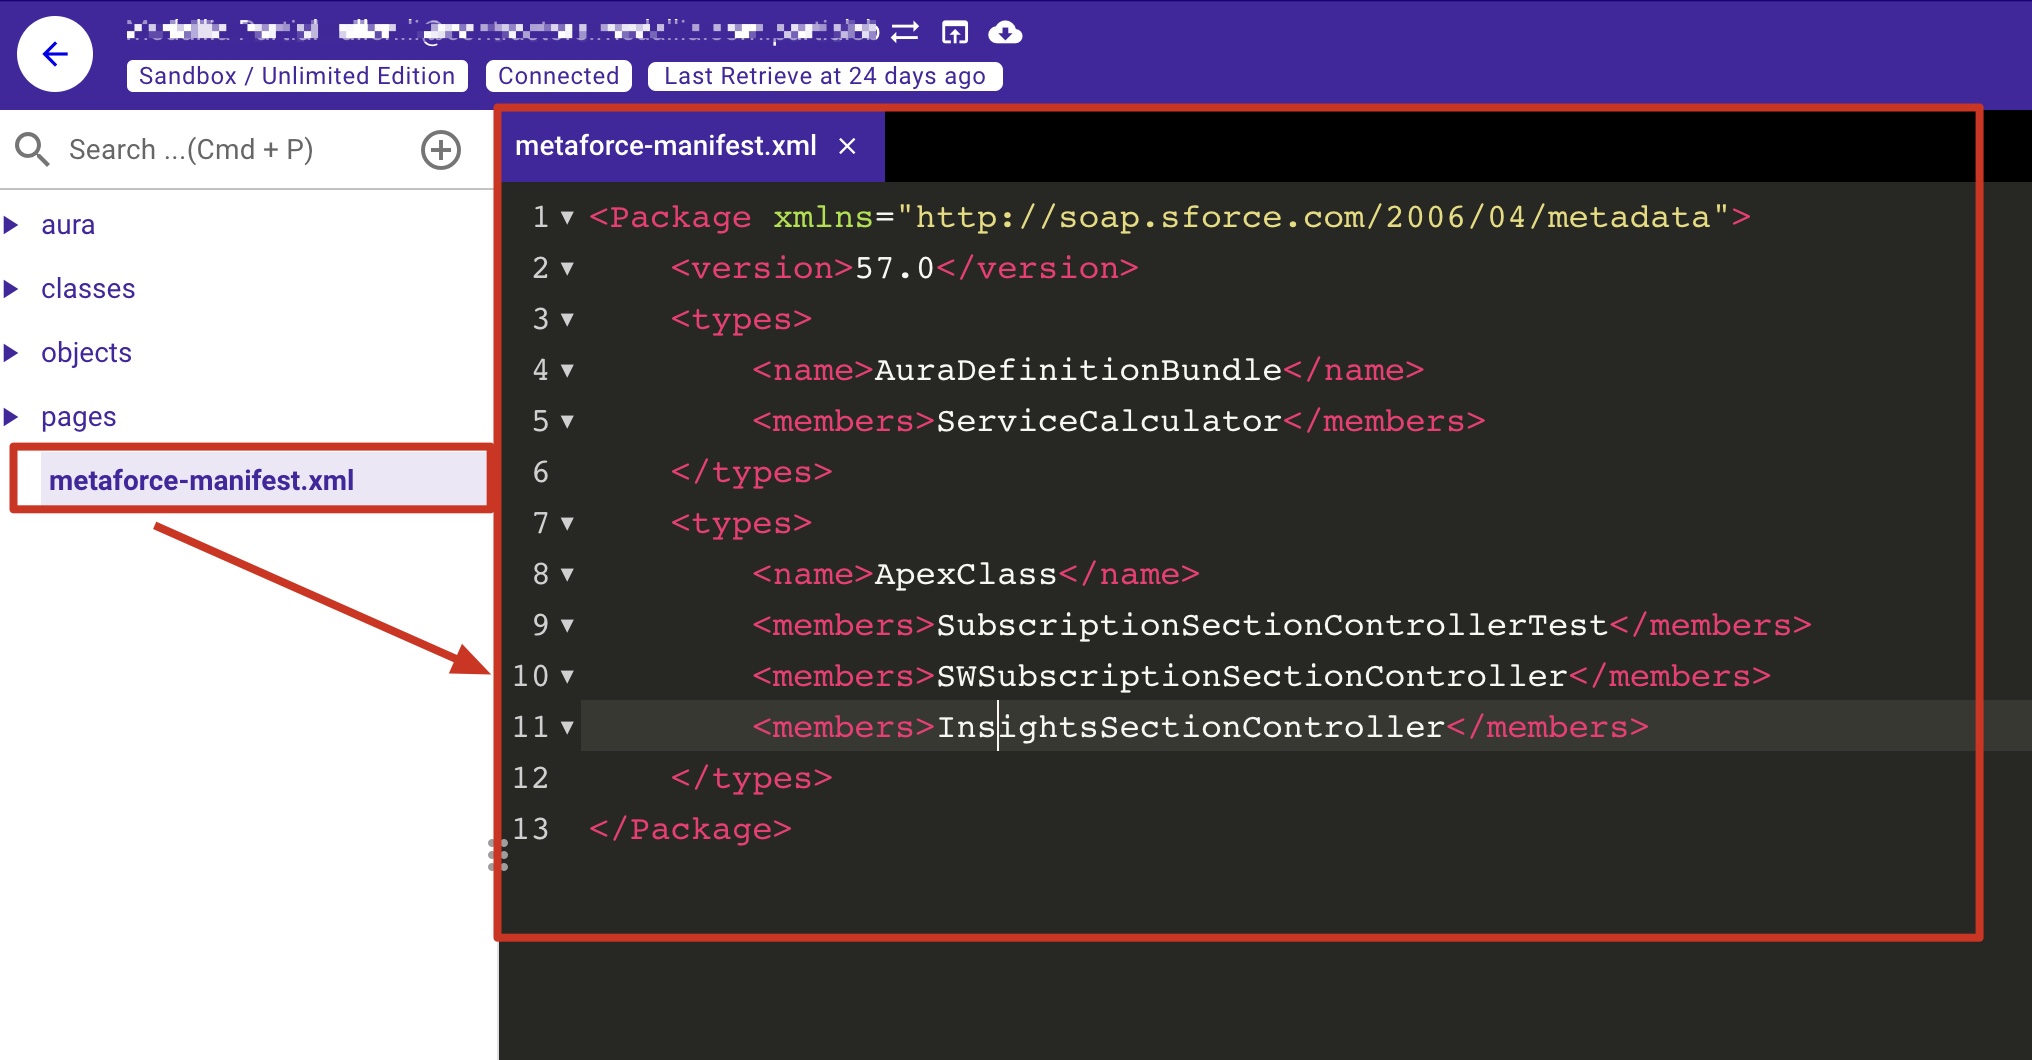 Sandbox / Unlimited Edition Connected Last Retrieve at 24 days ago
Search ...(Cmd + P)
aura
classes
objects
pages
metaforce-manifest.xml
metaforce-manifest.xml ×
1 <Package xmlns="http://soap.sforce.com/2006/04/metadata">
2 <version>57.0</version>
3 <types>
4 <name>AuraDefinitionBundle</name>
5 <members>ServiceCalculator</members>
6 </types>
7 <types>
8 <name>ApexClass</name>
9 <members>SubscriptionSectionControllerTest</members>
10 <members>SWSubscriptionSectionController</members>
11 <members>InsightsSectionController</members>
12 </types>
13 </Package>